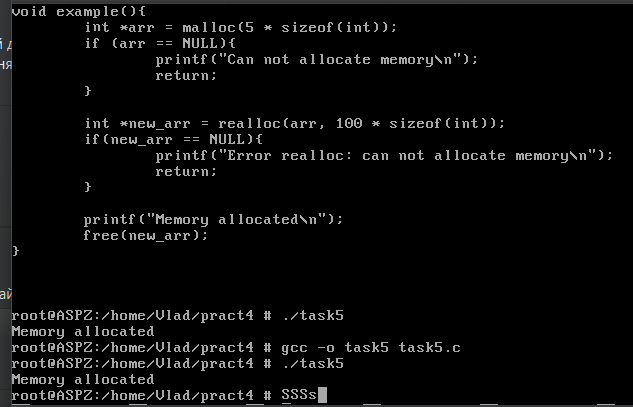 void example(){
        int *arr = malloc(5 * sizeof(int));
        if (arr == NULL){
                printf("Can not allocate memory\n");
                return;
        }

        int *new_arr = realloc(arr, 100 * sizeof(int));
        if(new_arr == NULL){
                printf("Error realloc: can not allocate memory\n");
                return;
        }

        printf("Memory allocated\n");
        free(new_arr);
}

root@ASPZ:/home/Vlad/pract4 # ./task5
Memory allocated
root@ASPZ:/home/Vlad/pract4 # gcc -o task5 task5.c
root@ASPZ:/home/Vlad/pract4 # ./task5
Memory allocated
root@ASPZ:/home/Vlad/pract4 # SSSs